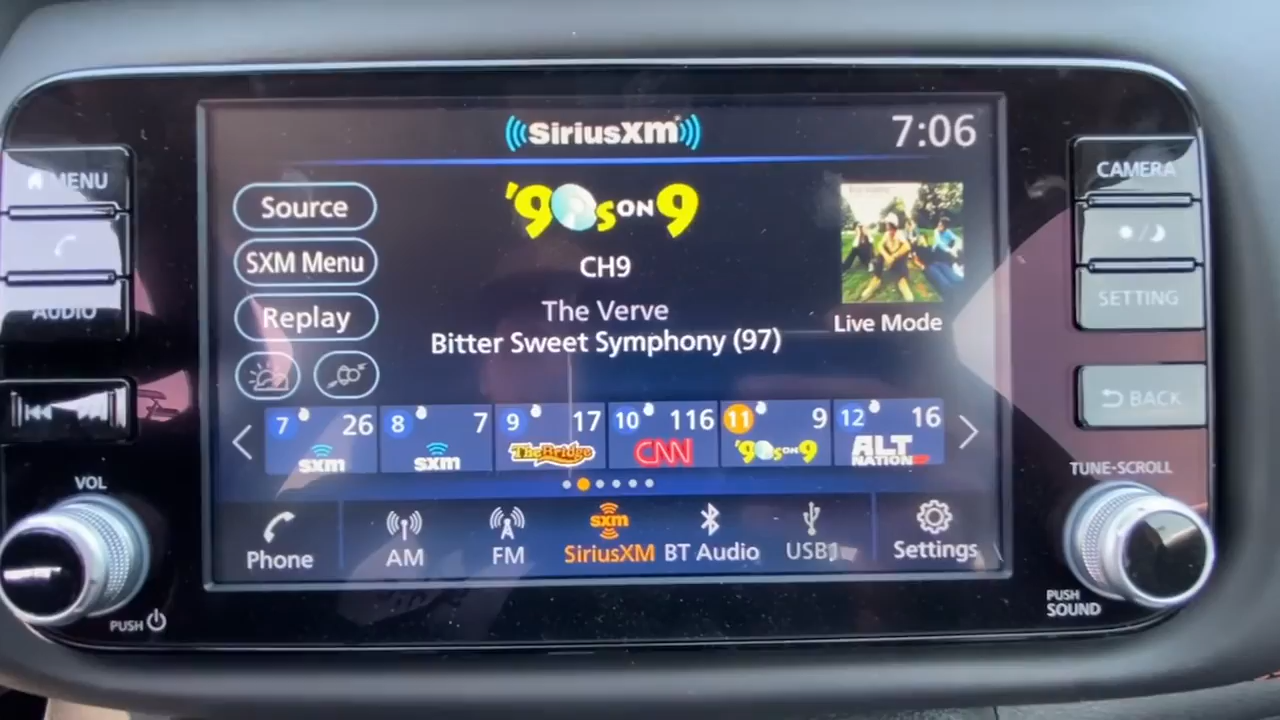 SiriusXM
7:06
MENU
AUDIO
VOL
PUSH
Source
SXM Menu
Replay
'90s ON 9
CH9
The Verve
Bitter Sweet Symphony (97)
Live Mode
7 26
sxm
8 7
sxm
9 17
The Bridge
10 116
CNN
11 9
'90s ON 9
12 16
ALT
NATION
Phone
AM
FM
sxm
SiriusXM
BT Audio
USB1
Settings
CAMERA
SETTING
BACK
TUNE•SCROLL
PUSH
SOUND